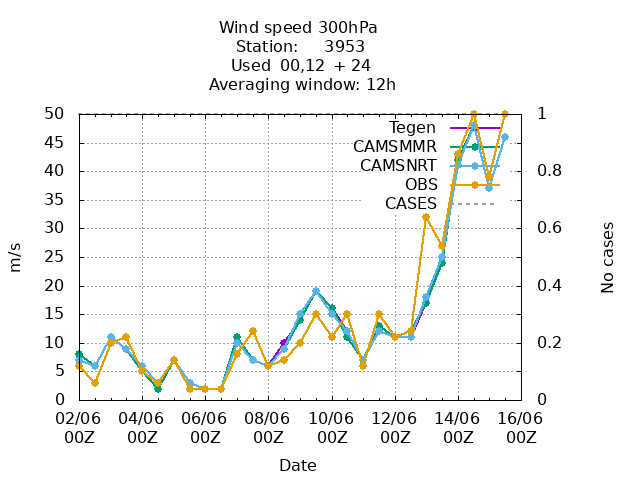 Wind speed 300hPa
Station: 3953
Used 00,12 + 24
Averaging window: 12h
50 1
Tegen
45
CAMSMMR
CAMSNRT
40 0.8
OBS
35
CASES
30 0.6
25
m/s No cases
20 0.4
15
10 0.2
5
0 0
02/06 04/06 06/06 08/06 10/06 12/06 14/06 16/06
00Z 00Z 00Z 00Z 00Z 00Z 00Z 00Z
Date